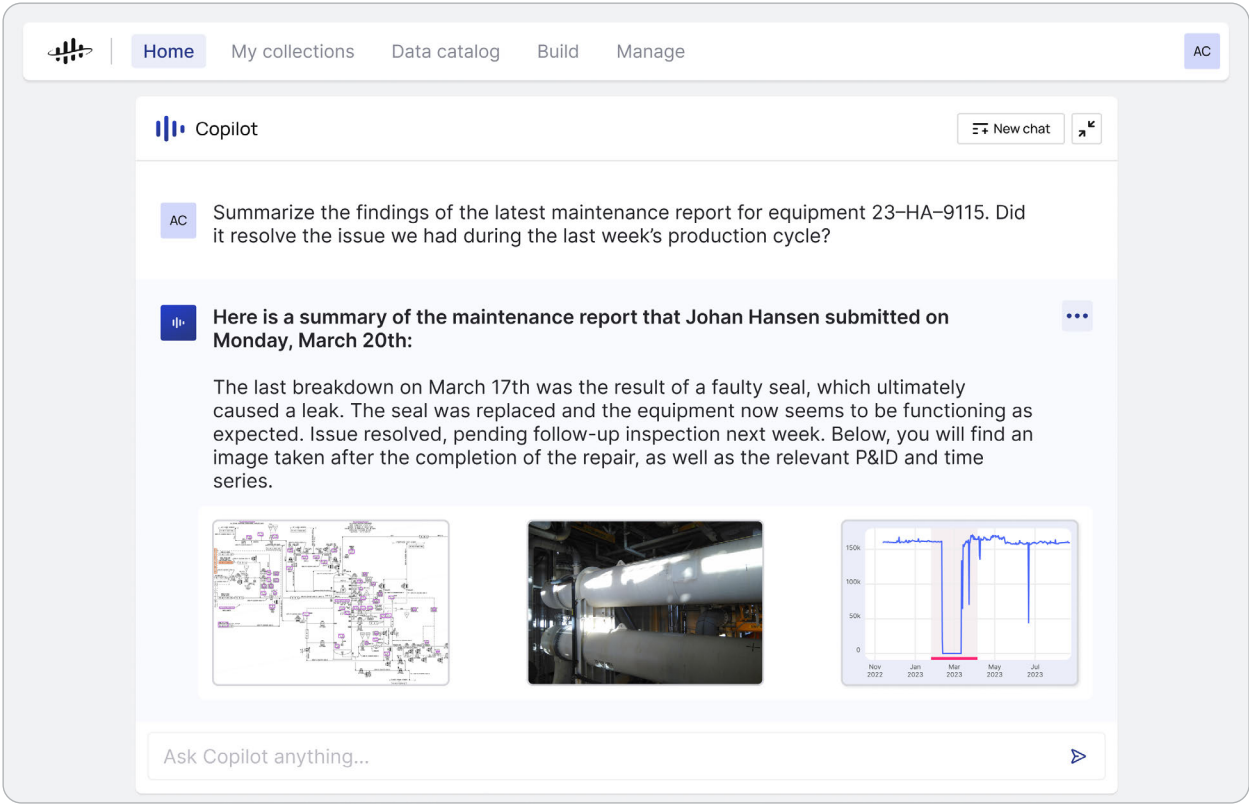 Home My collections Data catalog Build Manage AC
Copilot New chat
AC
Summarize the findings of the latest maintenance report for equipment 23–HA–9115. Did
it resolve the issue we had during the last week’s production cycle?
Here is a summary of the maintenance report that Johan Hansen submitted on
Monday, March 20th:
The last breakdown on March 17th was the result of a faulty seal, which ultimately
caused a leak. The seal was replaced and the equipment now seems to be functioning as
expected. Issue resolved, pending follow-up inspection next week. Below, you will find an
image taken after the completion of the repair, as well as the relevant P&ID and time
series.
150k
100k
50k
0
Nov Jan Mar May Jul
2022 2023 2023 2023 2023
Ask Copilot anything...